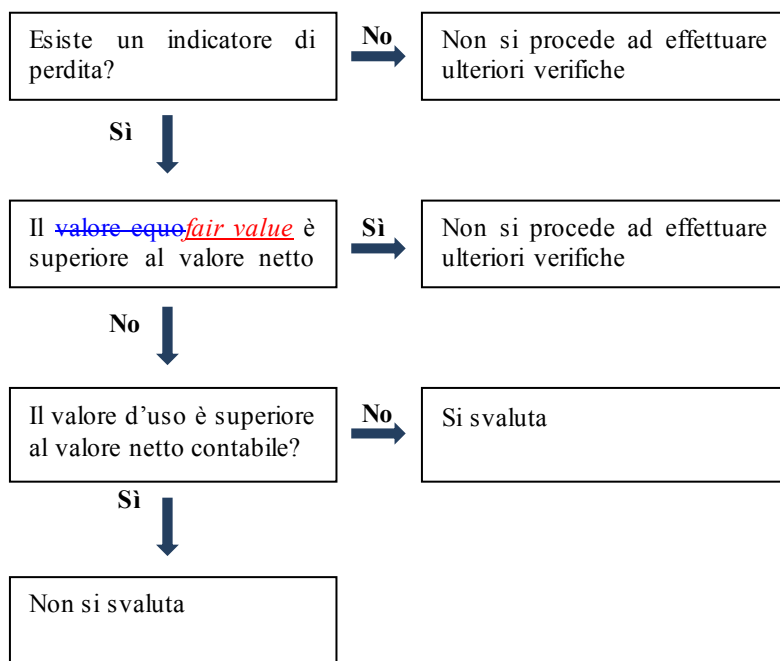 Esiste un indicatore di
perdita?
No
Non si procede ad effettuare
ulteriori verifiche
Sì
Il valore equofair value è
superiore al valore netto
Sì
Non si procede ad effettuare
ulteriori verifiche
No
Il valore d'uso è superiore
al valore netto contabile?
No
Si svaluta
Sì
Non si svaluta